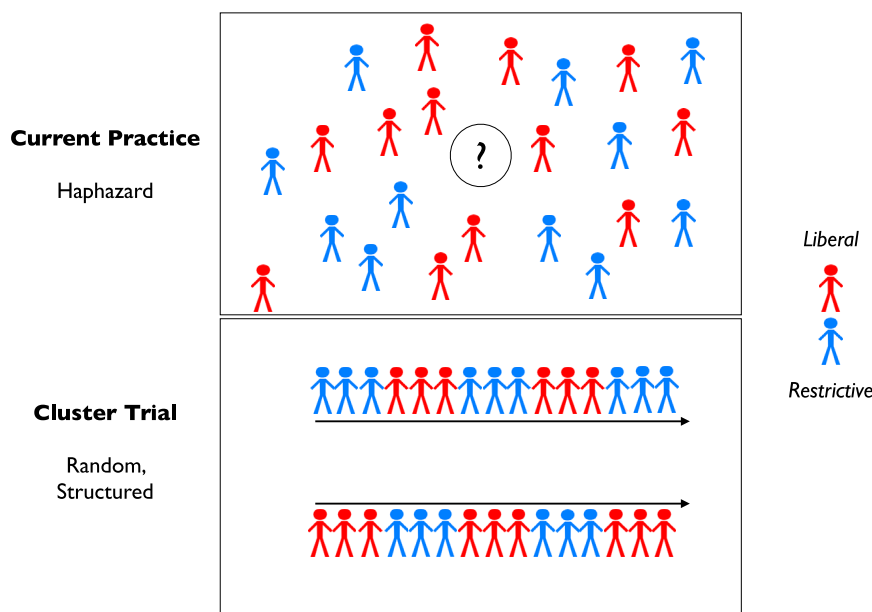 Current Practice
Haphazard
?
Liberal
Restrictive
Cluster Trial
Random,
Structured